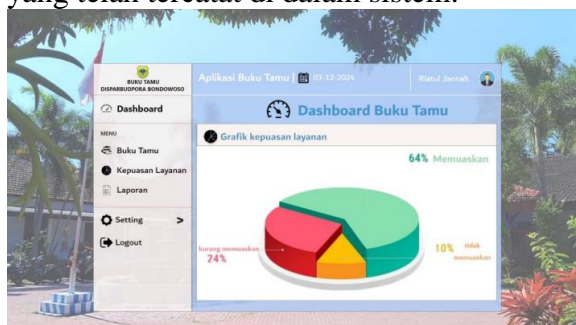 yang telah tercatat di dalam sistem.
BUKU TAMU
DISPARBUDPORA BONDOWOSO
Aplikasi Buku Tamu | 03-12-2024
Riatul Jannah
Dashboard
Dashboard Buku Tamu
MENU
Buku Tamu
Kepuasan Layanan
Laporan
Setting >
Logout
Grafik kepuasan layanan
64% Memuaskan
kurang memuaskan
24%
10% tidak
memuaskan